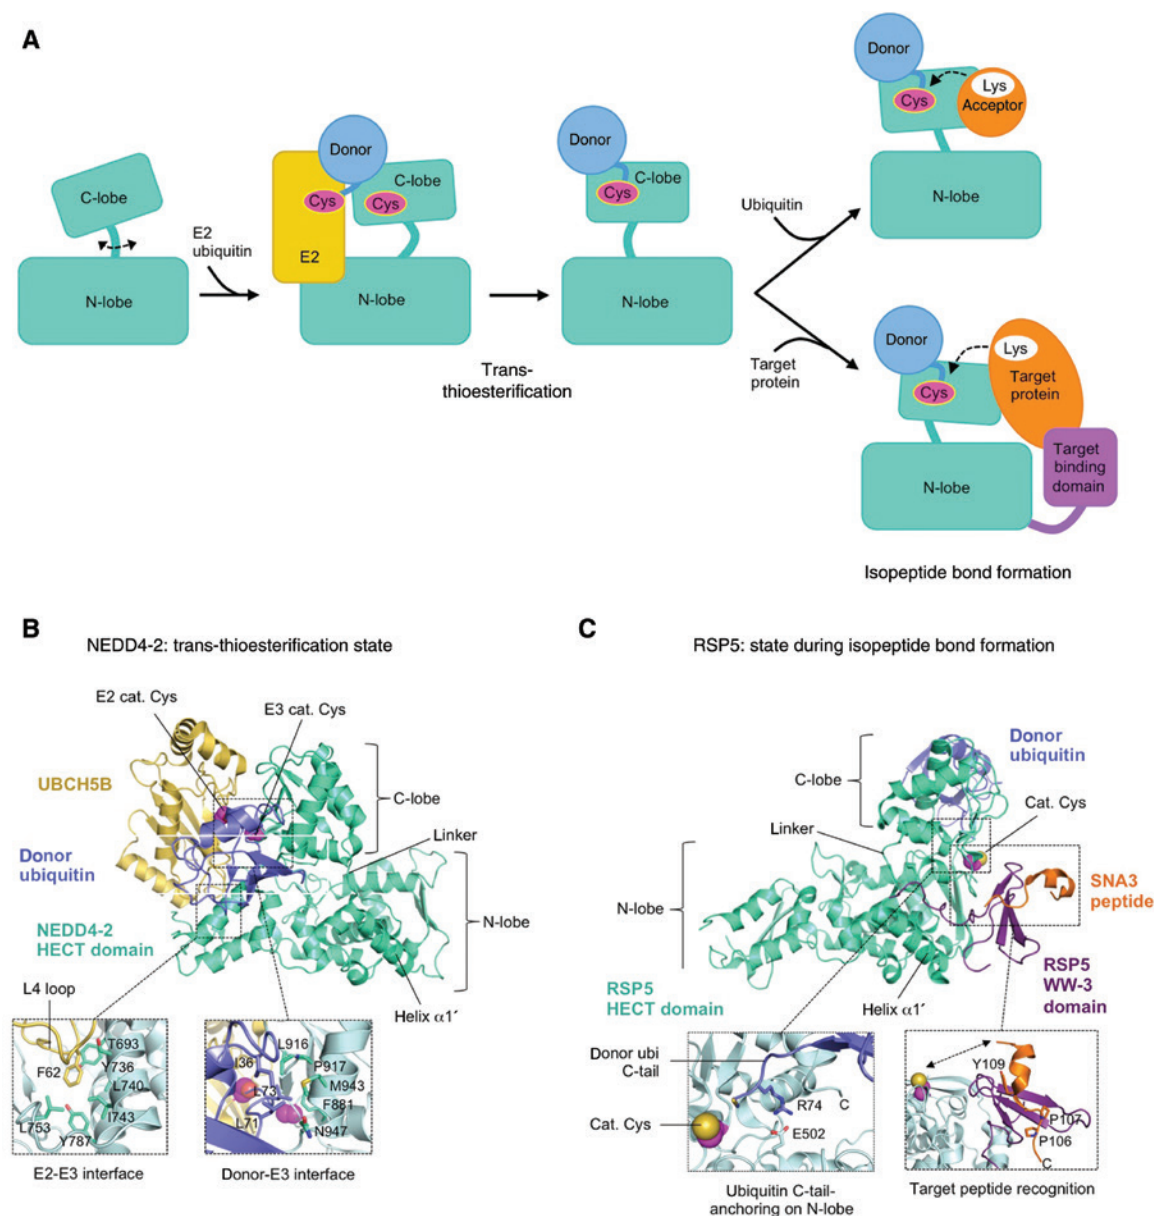 A
C-lobe
N-lobe
E2
ubiquitin
Donor
Cys
C-lobe
Cys
E2
N-lobe
Trans-
thioesterification
Donor
C-lobe
Cys
N-lobe
Ubiquitin
Target
protein
Donor
Cys
Lys
Acceptor
N-lobe
Donor
Cys
Lys
Target
protein
Target
binding
domain
N-lobe
Isopeptide bond formation
B
NEDD4-2: trans-thioesterification state
E2 cat. Cys
E3 cat. Cys
UBCH5B
C-lobe
Linker
Donor
ubiquitin
N-lobe
NEDD4-2
HECT domain
L4 loop
Helix α1′
F62
T693
Y736
L740
I743
L753
Y787
E2-E3 interface
L916
I36
P917
L73
M943
F881
L71
N947
Donor-E3 interface
C
RSP5: state during isopeptide bond formation
Donor
ubiquitin
C-lobe
Cat. Cys
Linker
SNA3
peptide
N-lobe
RSP5
HECT domain
Helix α1′
RSP5
WW-3
domain
Donor ubi
C-tail
R74
C
Cat. Cys
E502
Ubiquitin C-tail-
anchoring on N-lobe
Y109
P107
P106
C
Target peptide recognition